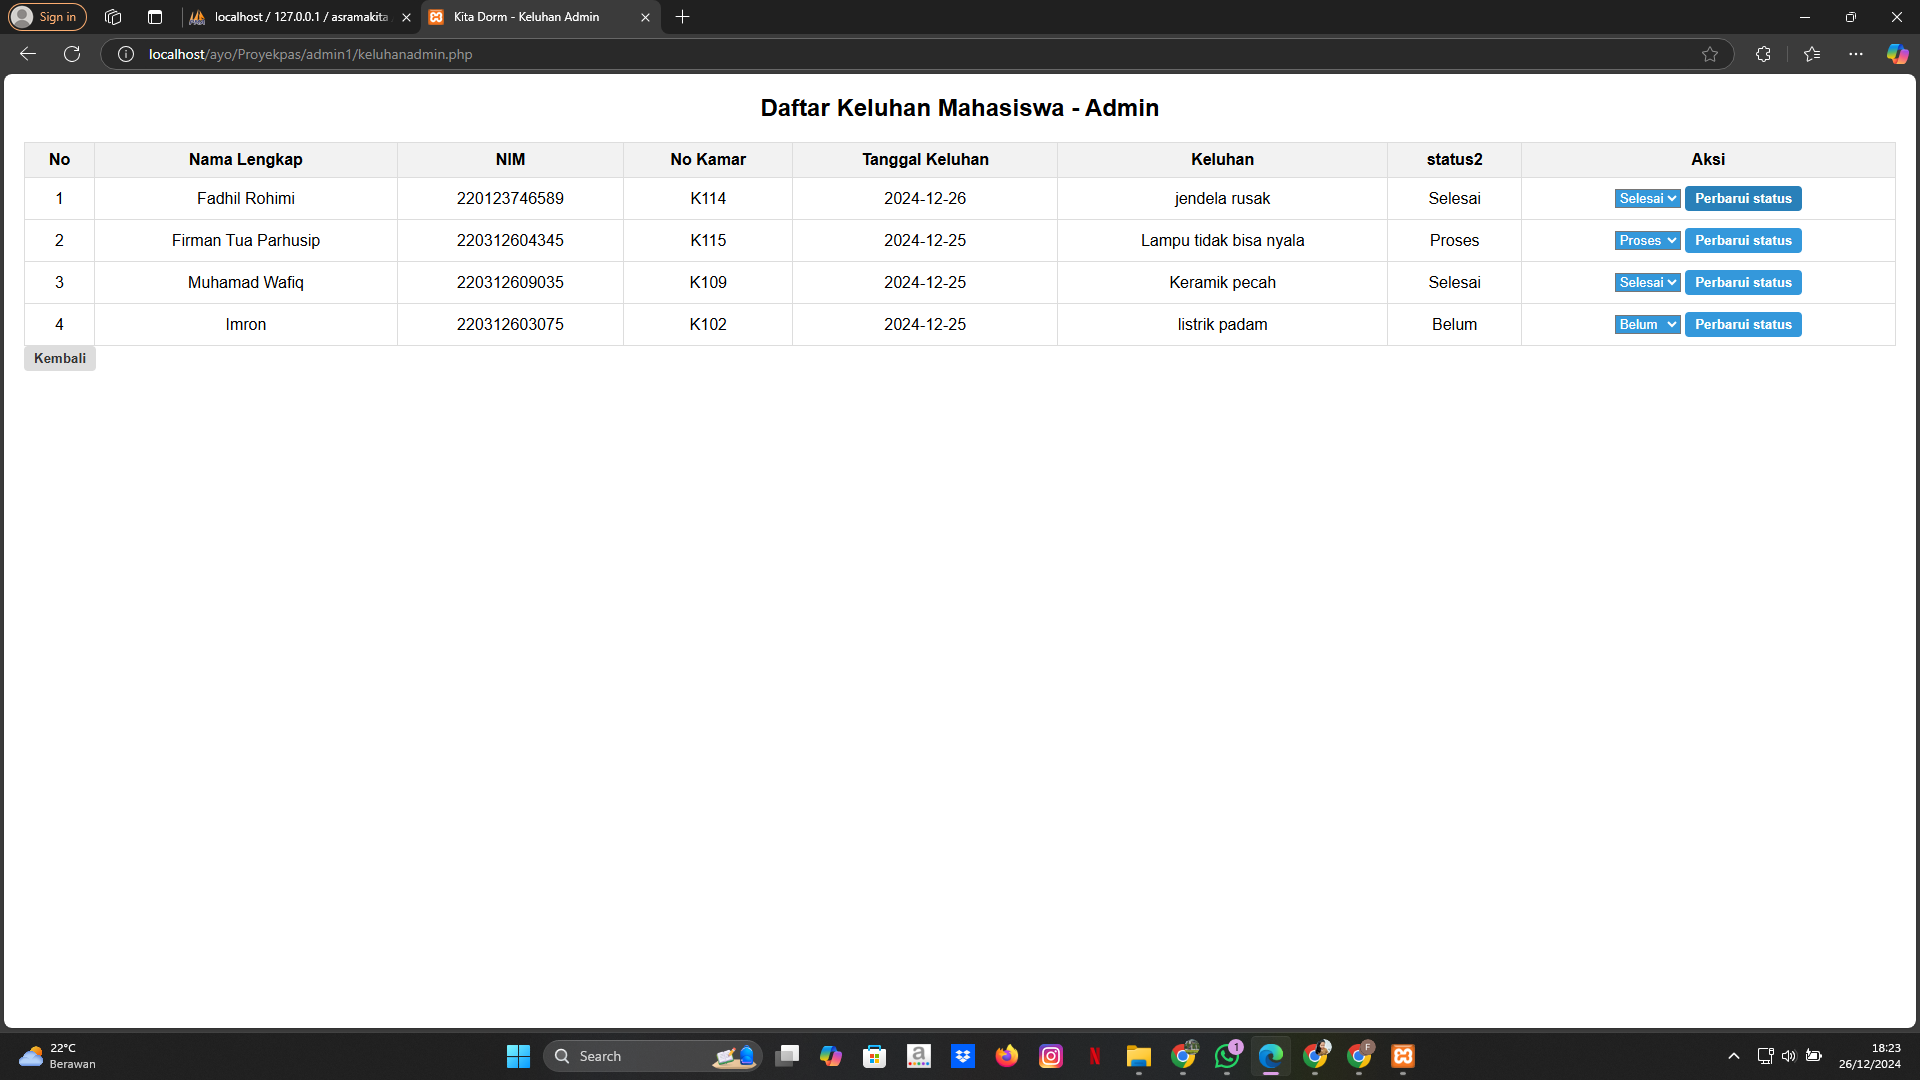 Sign in
localhost / 127.0.0.1 / asramakita
Kita Dorm - Keluhan Admin
localhost/ayo/Proyekpas/admin1/keluhanadmin.php
Daftar Keluhan Mahasiswa - Admin
No Nama Lengkap NIM No Kamar Tanggal Keluhan Keluhan status2 Aksi
1 Fadhil Rohimi 220123746589 K114 2024-12-26 jendela rusak Selesai Selesai Perbarui status
2 Firman Tua Parhusip 220312604345 K115 2024-12-25 Lampu tidak bisa nyala Proses Proses Perbarui status
3 Muhamad Wafiq 220312609035 K109 2024-12-25 Keramik pecah Selesai Selesai Perbarui status
4 Imron 220312603075 K102 2024-12-25 listrik padam Belum Belum Perbarui status
Kembali
22°C
Berawan
Search
a
N
1
F
18:23
26/12/2024